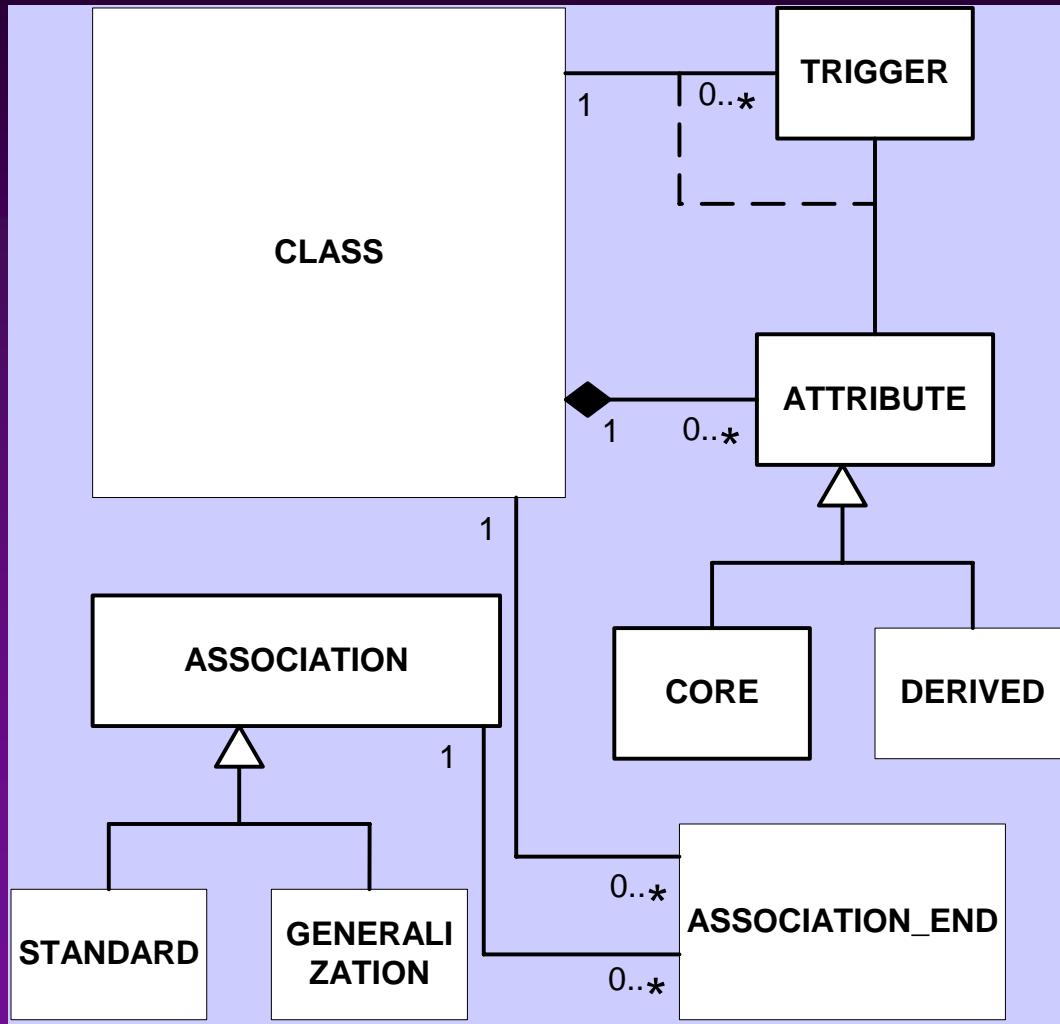 TRIGGER
1
0..*
CLASS
ATTRIBUTE
1
0..*
1
ASSOCIATION
CORE
DERIVED
1
0..*
ASSOCIATION_END
STANDARD
GENERALI
ZATION
0..*